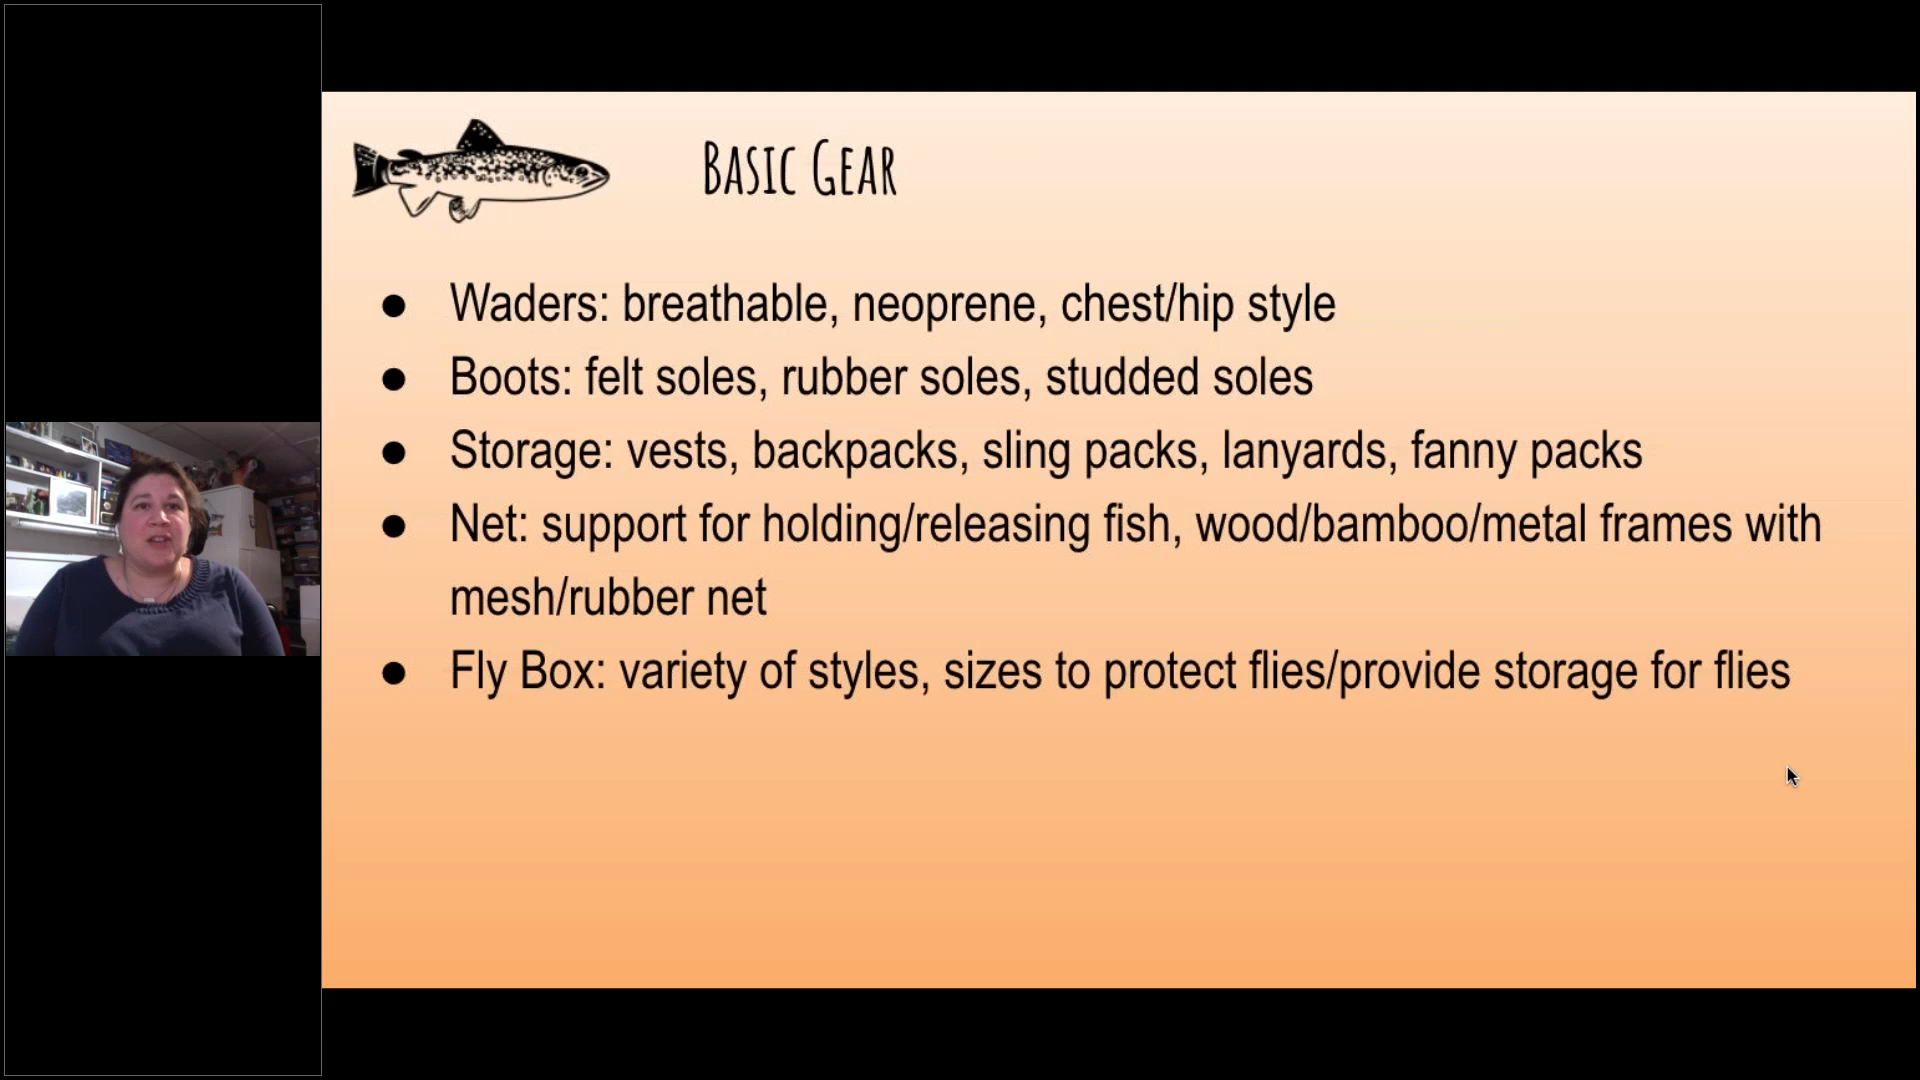 Basic Gear
● Waders: breathable, neoprene, chest/hip style
● Boots: felt soles, rubber soles, studded soles
● Storage: vests, backpacks, sling packs, lanyards, fanny packs
● Net: support for holding/releasing fish, wood/bamboo/metal frames with
mesh/rubber net
● Fly Box: variety of styles, sizes to protect flies/provide storage for flies